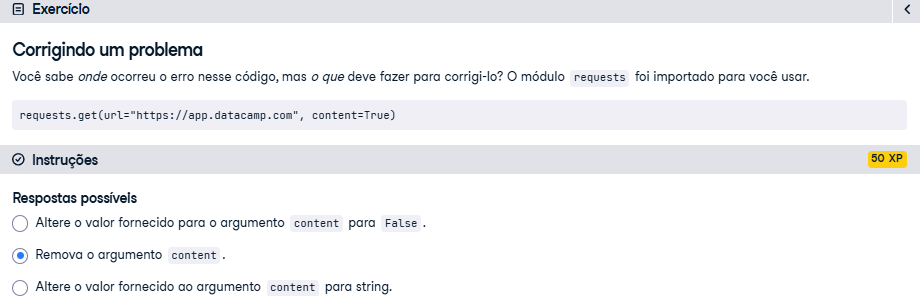 Exercício
Corrigindo um problema
Você sabe onde ocorreu o erro nesse código, mas o que deve fazer para corrigi-lo? O módulo requests foi importado para você usar.
requests.get(url="https://app.datacamp.com", content=True)
Instruções
50 XP
Respostas possíveis
Altere o valor fornecido para o argumento content para False.
Remova o argumento content.
Altere o valor fornecido ao argumento content para string.